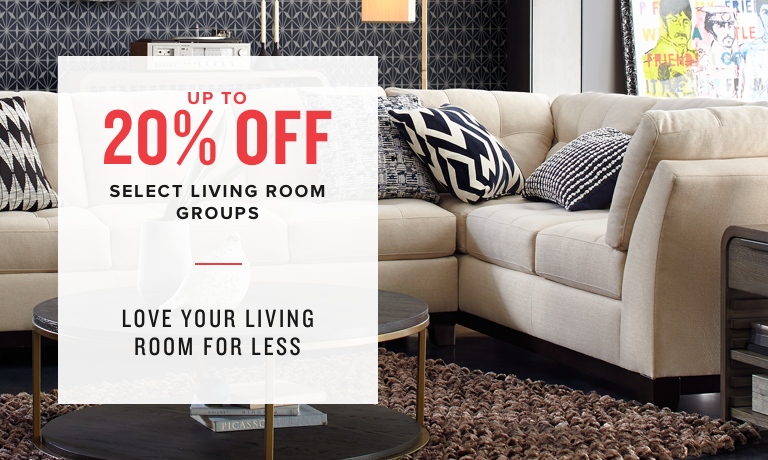 UP TO
20% OFF
SELECT LIVING ROOM
GROUPS
LOVE YOUR LIVING
ROOM FOR LESS
PICASSO